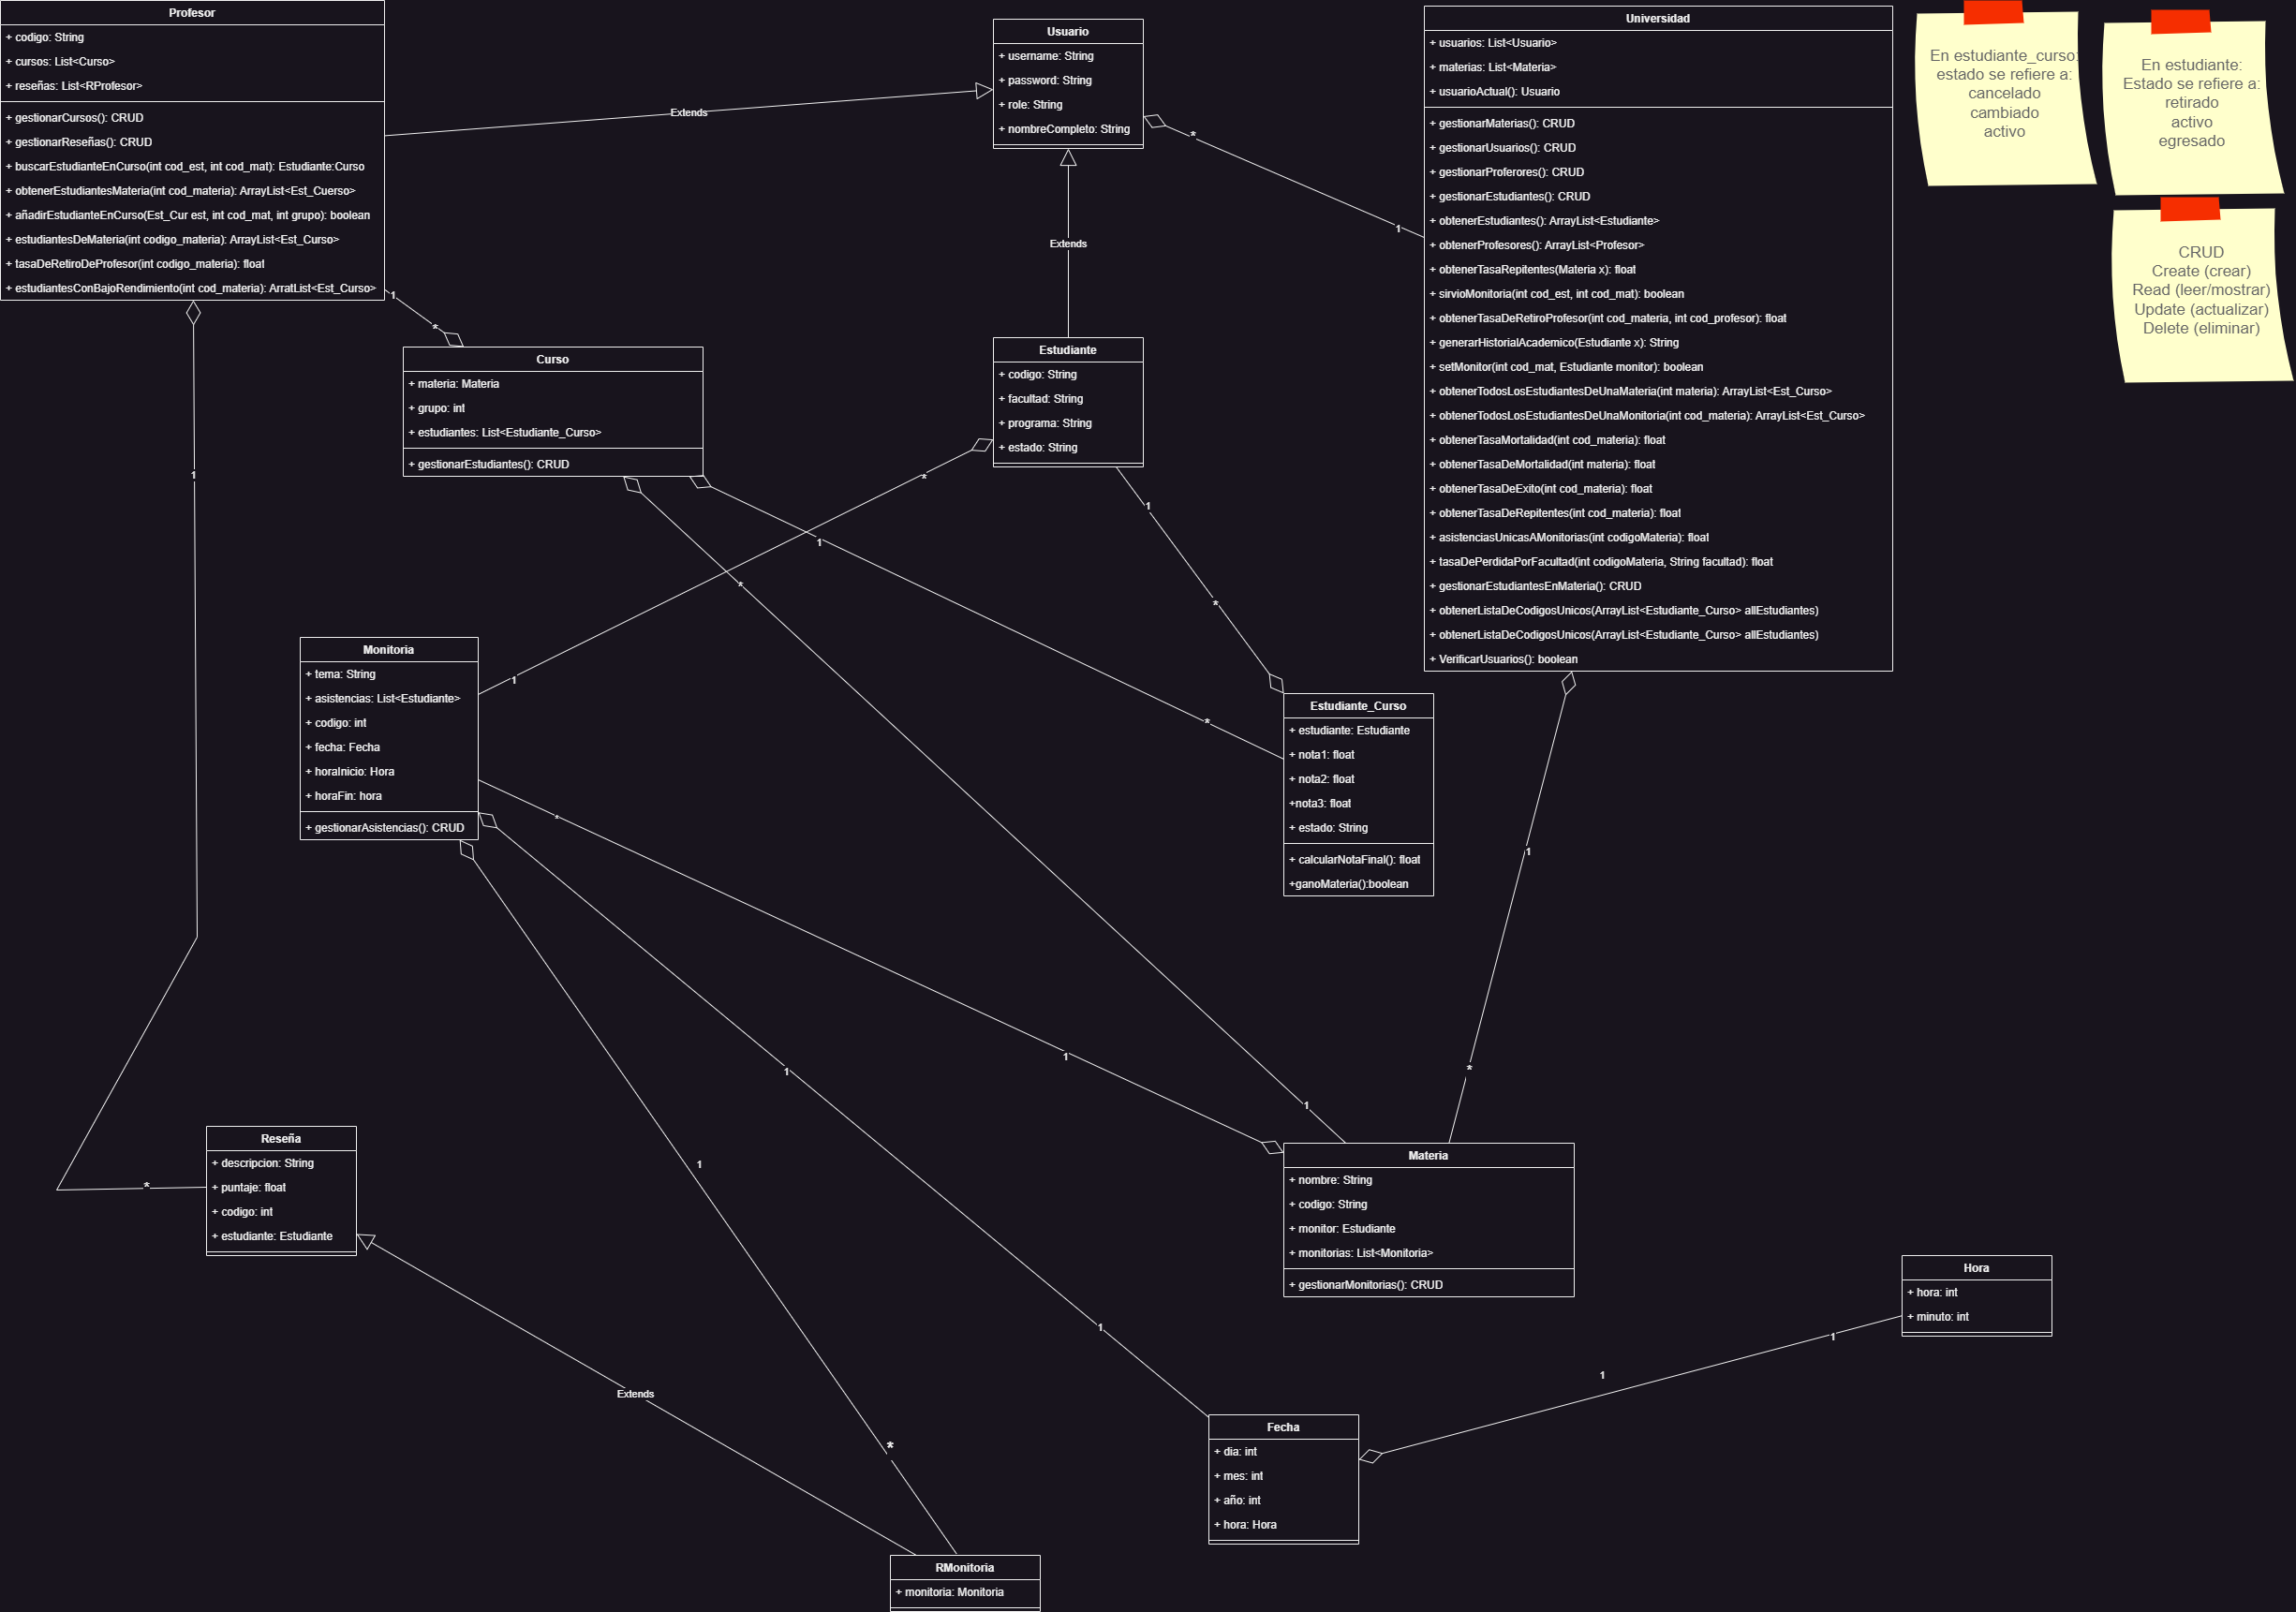 Profesor
+ codigo: String
+ cursos: List<Curso>
+ reseñas: List<RProfesor>
+ gestionarCursos(): CRUD
+ gestionarReseñas(): CRUD
+ buscarEstudianteEnCurso(int cod_est, int cod_mat): Estudiante:Curso
+ obtenerEstudiantesMateria(int cod_materia): ArrayList<Est_Cuerso>
+ añadirEstudianteEnCurso(Est_Cur est, int cod_mat, int grupo): boolean
+ estudiantesDeMateria(int codigo_materia): ArrayList<Est_Curso>
+ tasaDeRetiroDeProfesor(int codigo_materia): float
+ estudiantesConBajoRendimiento(int cod_materia): ArratList<Est_Curso>
Extends
Usuario
+ username: String
+ password: String
+ role: String
+ nombreCompleto: String
*
1
Extends
Universidad
+ usuarios: List<Usuario>
+ materias: List<Materia>
+ usuarioActual(): Usuario
+ gestionarMaterias(): CRUD
+ gestionarUsuarios(): CRUD
+ gestionarProferores(): CRUD
+ gestionarEstudiantes(): CRUD
+ obtenerEstudiantes(): ArrayList<Estudiante>
+ obtenerProfesores(): ArrayList<Profesor>
+ obtenerTasaRepitentes(Materia x): float
+ sirvioMonitoria(int cod_est, int cod_mat): boolean
+ obtenerTasaDeRetiroProfesor(int cod_materia, int cod_profesor): float
+ generarHistorialAcademico(Estudiante x): String
+ setMonitor(int cod_mat, Estudiante monitor): boolean
+ obtenerTodosLosEstudiantesDeUnaMateria(int materia): ArrayList<Est_Curso>
+ obtenerTodosLosEstudiantesDeUnaMonitoria(int cod_materia): ArrayList<Est_Curso>
+ obtenerTasaMortalidad(int cod_materia): float
+ obtenerTasaDeMortalidad(int materia): float
+ obtenerTasaDeExito(int cod_materia): float
+ obtenerTasaDeRepitentes(int cod_materia): float
+ asistenciasUnicasAMonitorias(int codigoMateria): float
+ tasaDePerdidaPorFacultad(int codigoMateria, String facultad): float
+ gestionarEstudiantesEnMateria(): CRUD
+ obtenerListaDeCodigosUnicos(ArrayList<Estudiante_Curso> allEstudiantes)
+ obtenerListaDeCodigosUnicos(ArrayList<Estudiante_Curso> allEstudiantes)
+ VerificarUsuarios(): boolean
En estudiante_curso:
estado se refiere a:
cancelado
cambiado
activo
En estudiante:
Estado se refiere a:
retirado
activo
egresado
CRUD
Create (crear)
Read (leer/mostrar)
Update (actualizar)
Delete (eliminar)
1
*
Curso
+ materia: Materia
+ grupo: int
+ estudiantes: List<Estudiante_Curso>
+ gestionarEstudiantes(): CRUD
Estudiante
+ codigo: String
+ facultad: String
+ programa: String
+ estado: String
1
*
1
1
*
*
1
*
Monitoria
+ tema: String
+ asistencias: List<Estudiante>
+ codigo: int
+ fecha: Fecha
+ horaInicio: Hora
+ horaFin: hora
+ gestionarAsistencias(): CRUD
*
Estudiante_Curso
+ estudiante: Estudiante
+ nota1: float
+ nota2: float
+nota3: float
+ estado: String
+ calcularNotaFinal(): float
+ganoMateria():boolean
*
1
1
1
*
1
1
*
Reseña
+ descripcion: String
+ puntaje: float
+ codigo: int
+ estudiante: Estudiante
Materia
+ nombre: String
+ codigo: String
+ monitor: Estudiante
+ monitorias: List<Monitoria>
+ gestionarMonitorias(): CRUD
Hora
+ hora: int
+ minuto: int
1
1
1
Extends
*
Fecha
+ dia: int
+ mes: int
+ año: int
+ hora: Hora
RMonitoria
+ monitoria: Monitoria